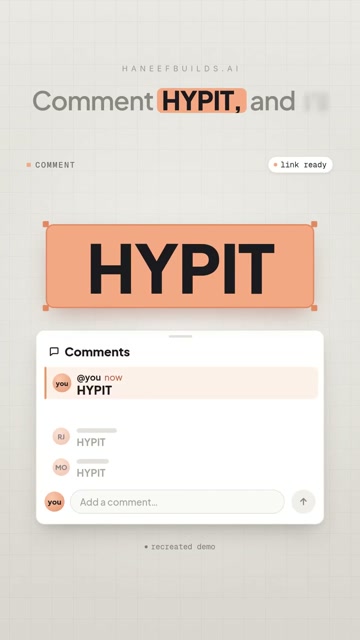 HANEEFBUILDS.AI
Comment HYPIT, and
COMMENT
link ready
HYPIT
Comments
you
@you now
HYPIT
RJ
HYPIT
MO
HYPIT
you
Add a comment...
recreated demo